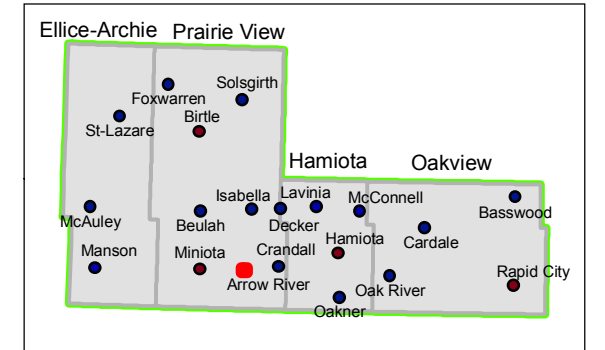 Ellice-Archie Prairie View
Solsgirth
Foxwarren
Birtle
St-Lazare
Hamiota Oakview
Isabella Lavinia McConnell
Basswood
McAuley Beulah Decker
Cardale
Manson Miniota Crandall Hamiota
Rapid City
Arrow River Oak River
Oakner